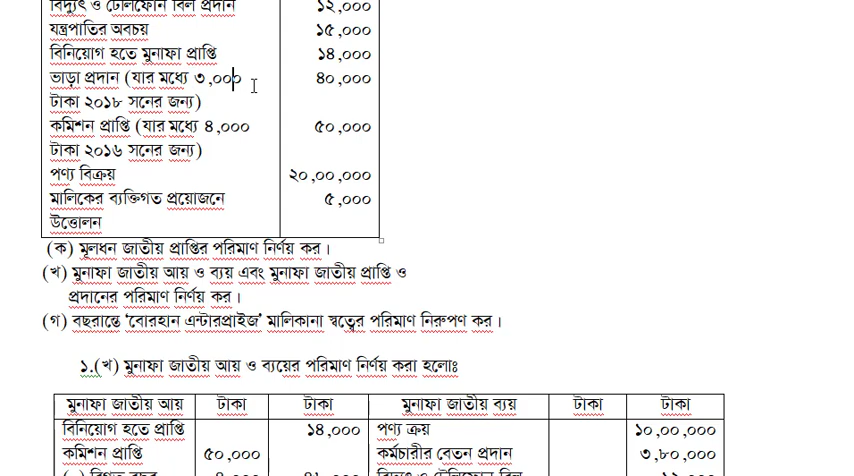 বিদ্যুৎ ও টেলিফোন বিল প্রদান ১২,০০০
যন্ত্রপাতির অবচয় ১৫,০০০
বিনিয়োগ হতে মুনাফা প্রাপ্তি ১৪,০০০
ভাড়া প্রদান (যার মধ্যে ৩,০০০ ৪০,০০০
টাকা ২০১৮ সনের জন্য)
কমিশন প্রাপ্তি (যার মধ্যে ৪,০০০ ৫০,০০০
টাকা ২০১৬ সনের জন্য)
পণ্য বিক্রয় ২০,০০,০০০
মালিকের ব্যক্তিগত প্রয়োজনে ৫,০০০
উত্তোলন
(ক) মূলধন জাতীয় প্রাপ্তির পরিমাণ নির্ণয় কর।
(খ) মুনাফা জাতীয় আয় ও ব্যয় এবং মুনাফা জাতীয় প্রাপ্তি ও
প্রদানের পরিমাণ নির্ণয় কর।
(গ) বছরান্তে ‘বোরহান এন্টারপ্রাইজ’ মালিকানা স্বত্বের পরিমাণ নিরুপণ কর।
১.(খ) মুনাফা জাতীয় আয় ও ব্যয়ের পরিমাণ নির্ণয় করা হলোঃ
মুনাফা জাতীয় আয় টাকা টাকা মুনাফা জাতীয় ব্যয় টাকা টাকা
বিনিয়োগ হতে প্রাপ্তি ১৪,০০০ পণ্য ক্রয় ১০,০০,০০০
কমিশন প্রাপ্তি ৫০,০০০ কর্মচারীর বেতন প্রদান ৩,৮০,০০০